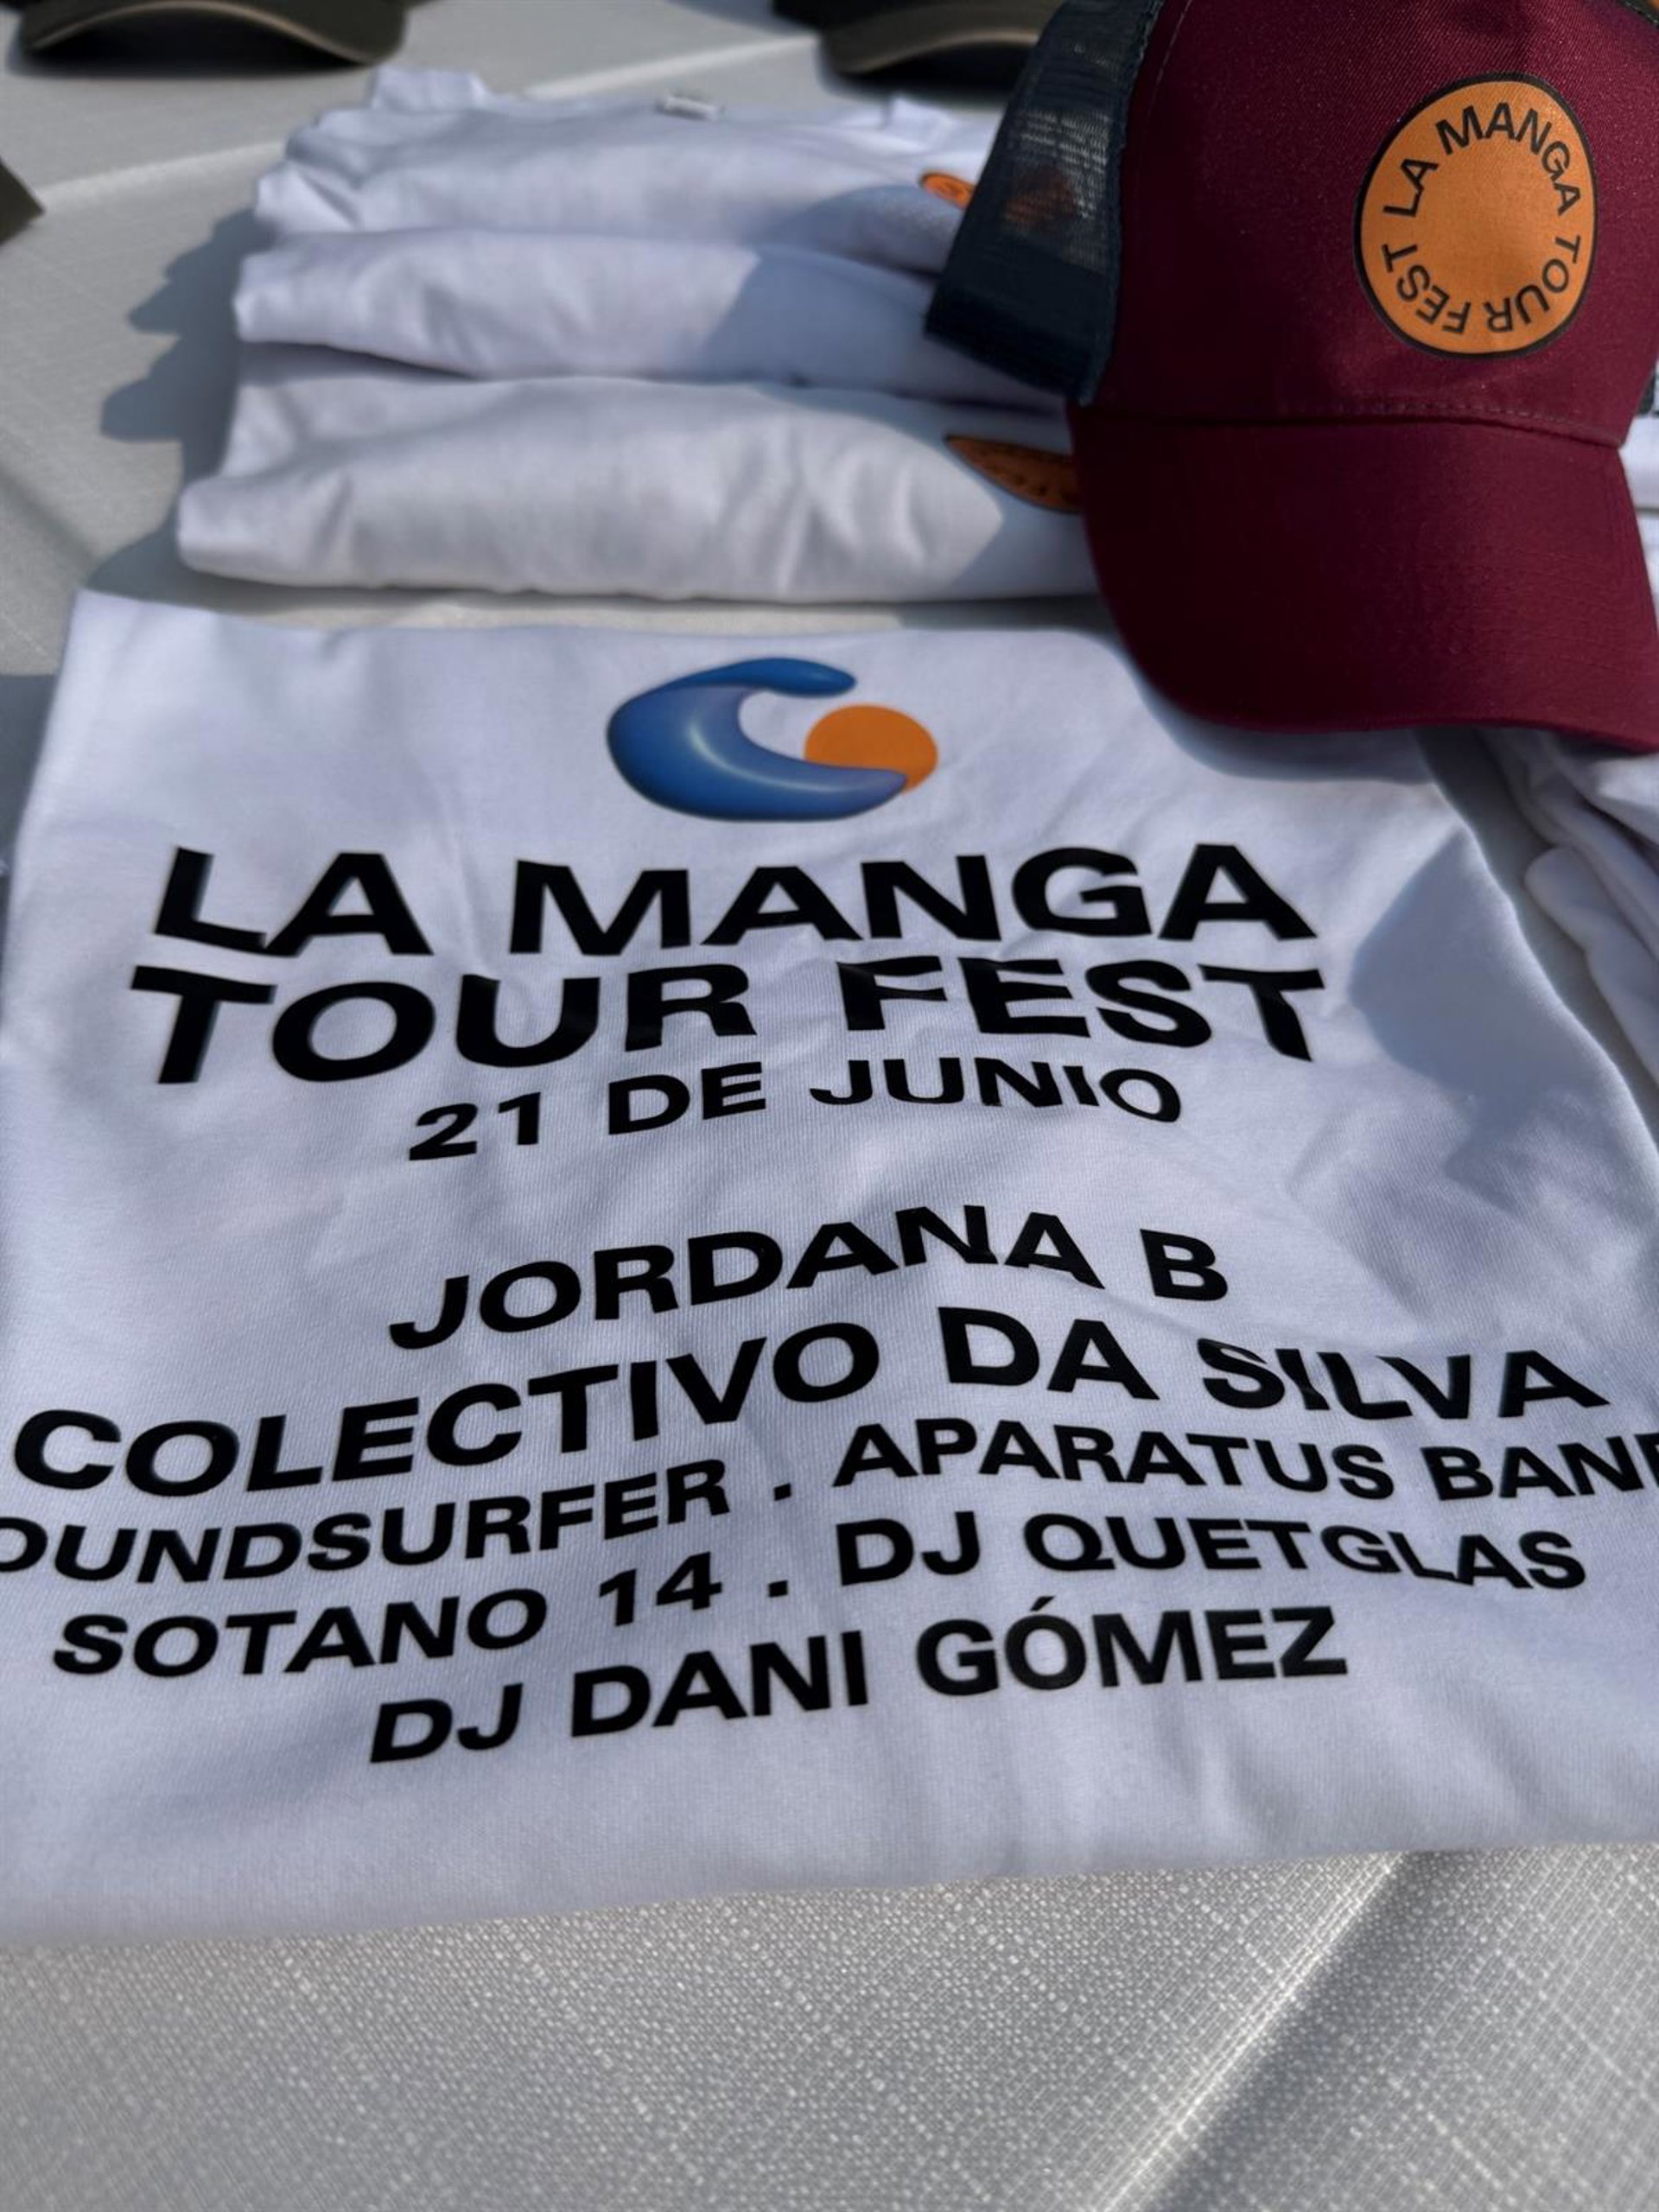 LA MANGA TOUR FEST
LA MANGA
TOUR FEST
21 DE JUNIO
JORDANA B
COLECTIVO DA SILVA
OUNDSURFER . APARATUS BAN
SOTANO 14 . DJ QUETGLAS
DJ DANI GÓMEZ